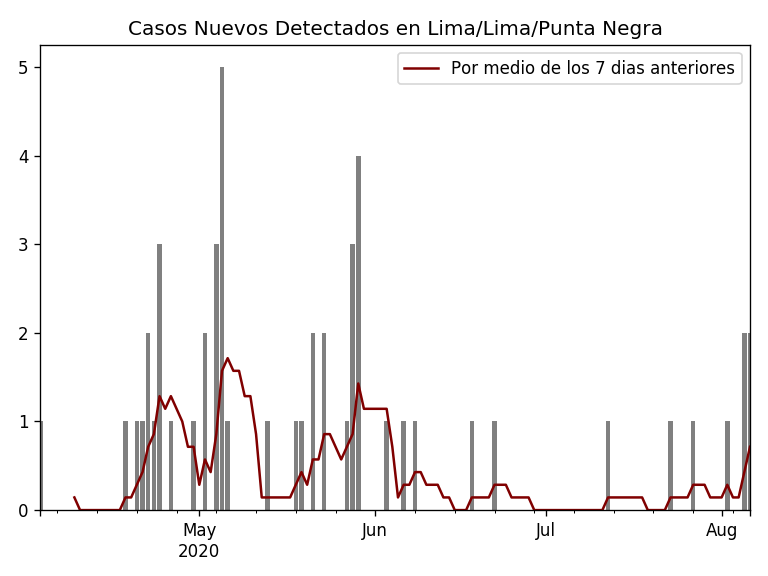 Casos Nuevos Detectados en Lima/Lima/Punta Negra
Por medio de los 7 dias anteriores
5
4
3
2
1
0
May
2020
Jun
Jul
Aug